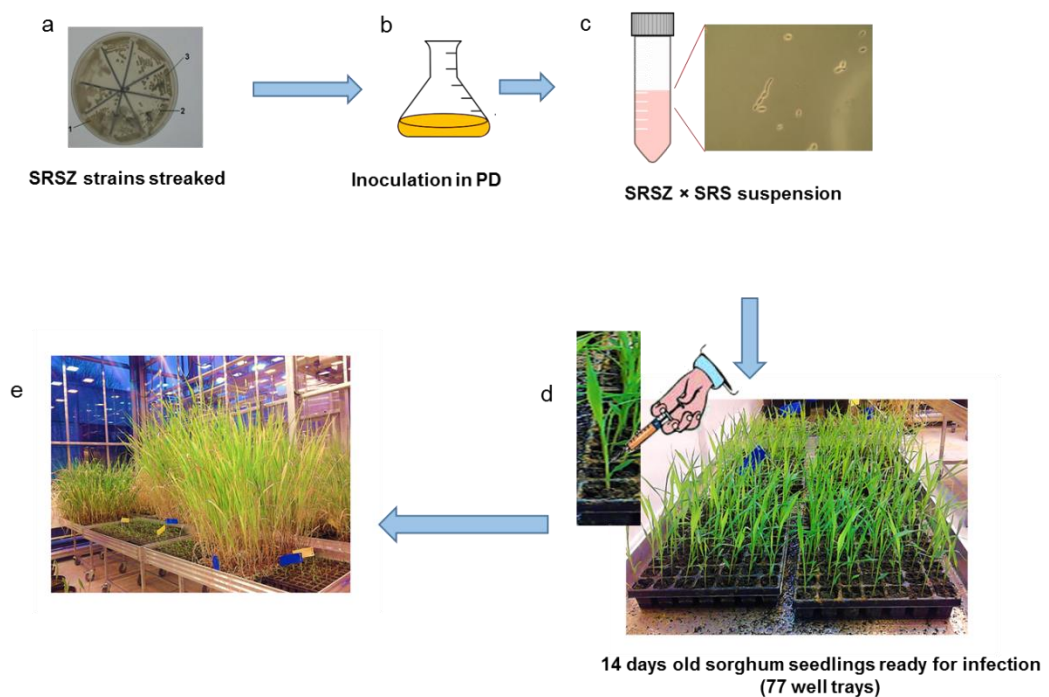 a
b
c
3
2
1
SRSZ strains streaked
Inoculation in PD
SRSZ × SRS suspension
e
d
14 days old sorghum seedlings ready for infection
(77 well trays)